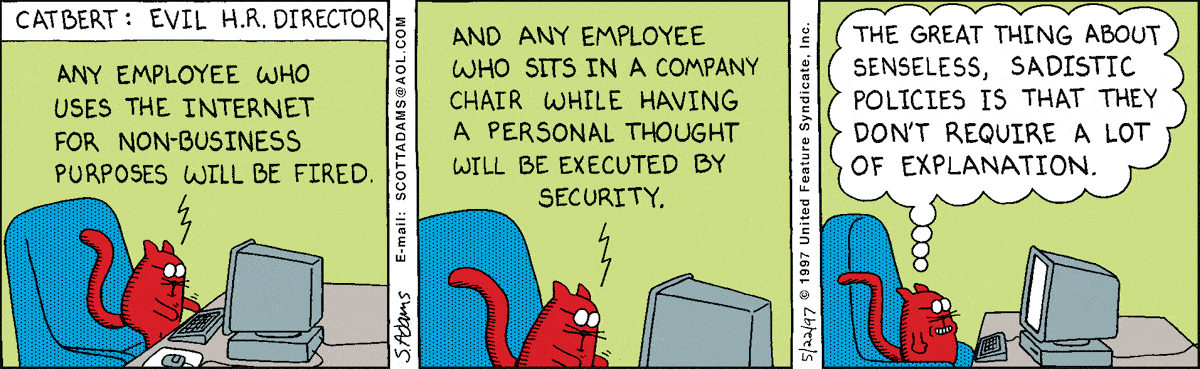 CATBERT: EVIL H.R. DIRECTOR
ANY EMPLOYEE WHO
USES THE INTERNET
FOR NON-BUSINESS
PURPOSES WILL BE FIRED.
E-mail: SCOTTADAMS@AOL.COM
S.Adams
AND ANY EMPLOYEE
WHO SITS IN A COMPANY
CHAIR WHILE HAVING
A PERSONAL THOUGHT
WILL BE EXECUTED BY
SECURITY.
5/22/97 © 1997 United Feature Syndicate, Inc.
THE GREAT THING ABOUT
SENSELESS, SADISTIC
POLICIES IS THAT THEY
DON'T REQUIRE A LOT
OF EXPLANATION.